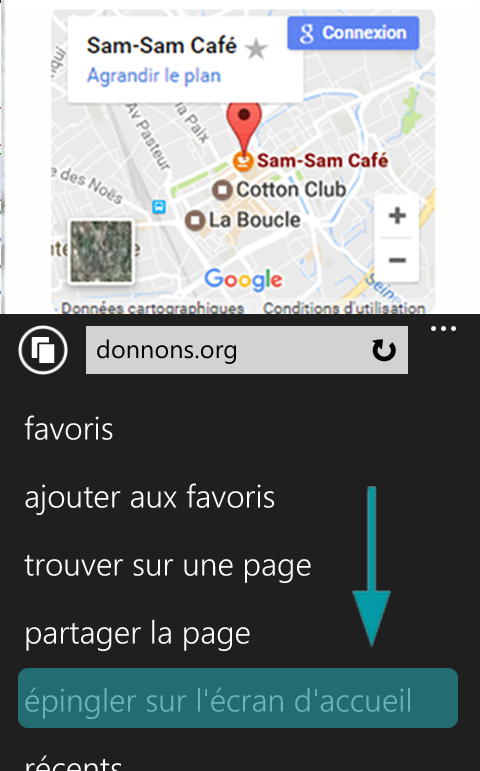 Sam-Sam Café
Connexion
Agrandir le plan
Av Pasteur
la Paix
Sam-Sam Café
Cotton Club
La Boucle
e des Noës
Google
Seine
Données cartographiques
Conditions d'utilisation
donnons.org
favoris
ajouter aux favoris
trouver sur une page
partager la page
épingler sur l'écran d'accueil
récents